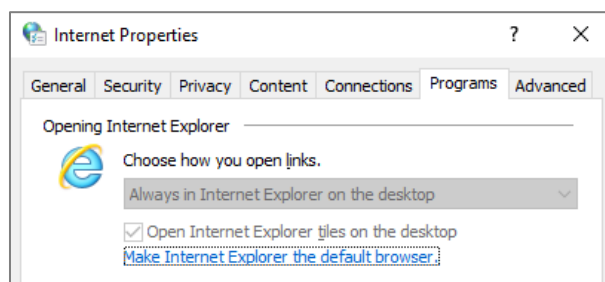 Internet Properties ?
General Security Privacy Content Connections Programs Advanced
Opening Internet Explorer
Choose how you open links.
Always in Internet Explorer on the desktop
Open Internet Explorer tiles on the desktop
Make Internet Explorer the default browser.